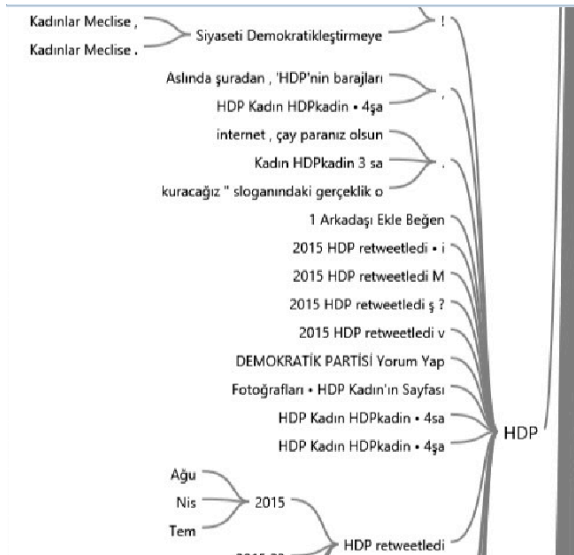 Kadınlar Meclise ,
Siyaseti Demokratikleştirmeye
!
Kadınlar Meclise .
Aslında şuradan , 'HDP'nin barajları
,
HDP Kadın HDPkadin • 4şa
internet , çay paranız olsun
Kadın HDPkadin 3 sa
.
kuracağız " sloganındaki gerçeklik o
1 Arkadaşı Ekle Beğen
2015 HDP retweetledi • i
2015 HDP retweetledi M
2015 HDP retweetledi ş ?
2015 HDP retweetledi v
DEMOKRATİK PARTİSİ Yorum Yap
Fotoğrafları • HDP Kadın'ın Sayfası
HDP Kadın HDPkadin • 4sa
HDP
HDP Kadın HDPkadin • 4şa
Ağu
Nis
2015
Tem
HDP retweetledi